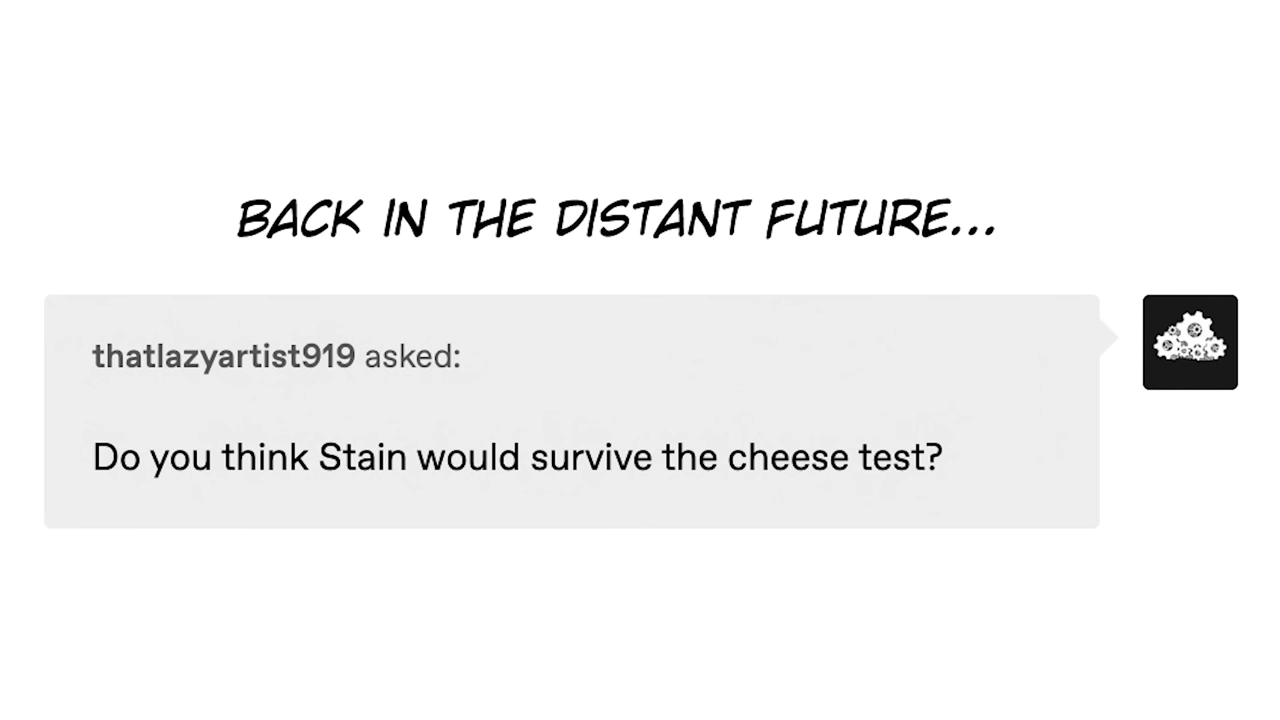 BACK IN THE DISTANT FUTURE...
thatlazyartist919 asked:
Do you think Stain would survive the cheese test?